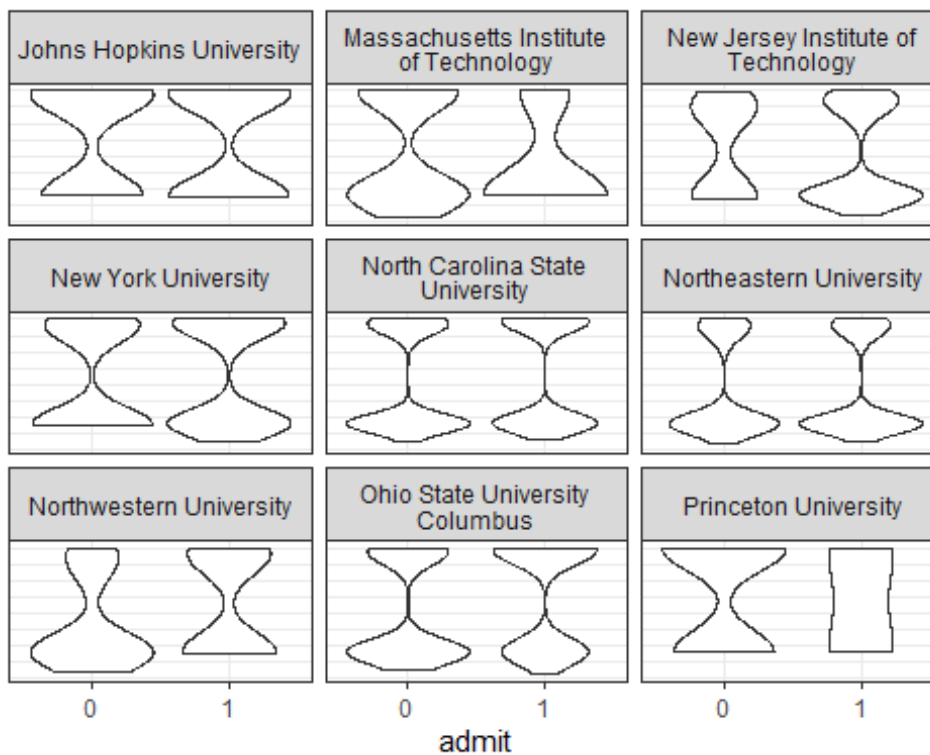 Johns Hopkins University
Massachusetts Institute
of Technology
New Jersey Institute of
Technology
New York University
North Carolina State
University
Northeastern University
Northwestern University
Ohio State University
Columbus
Princeton University
0 1 0 1 0 1
admit